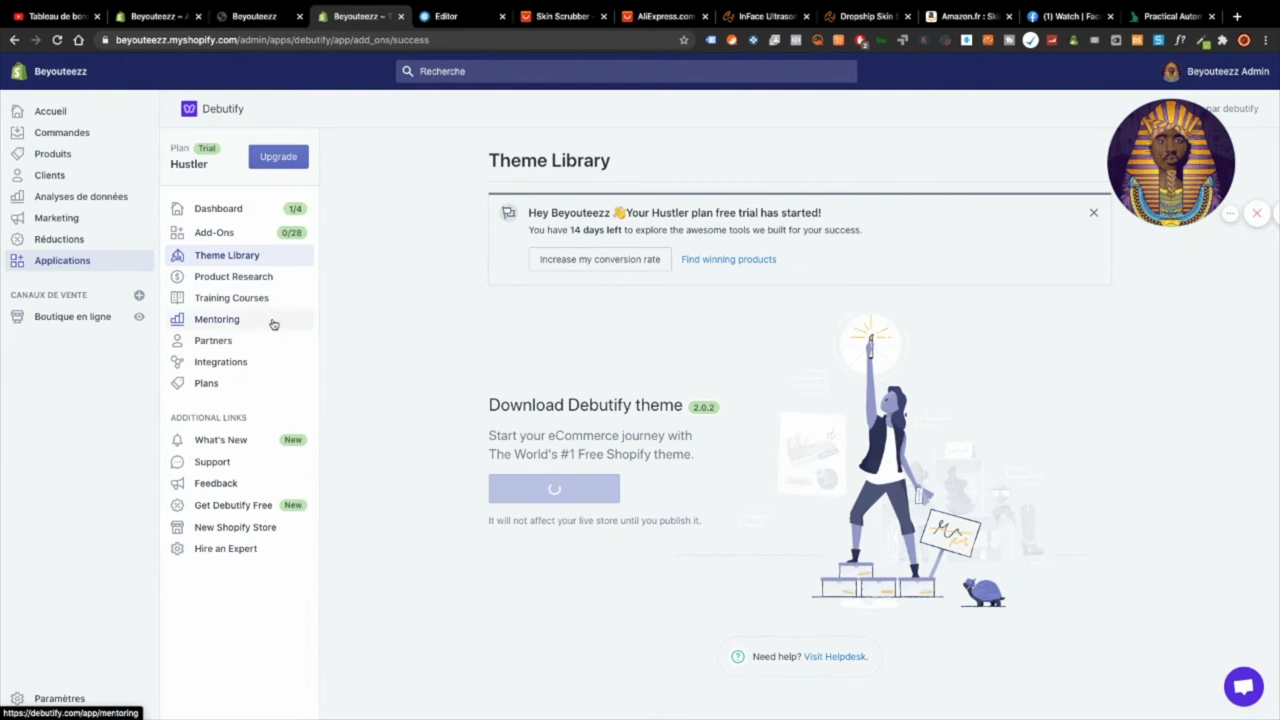 Tableau de bor
Beyouteezz ~
Beyouteezz
Beyouteezz ~ T
Editor
Skin Scrubber -
AliExpress.com
InFace Ultrason
Dropship Skin
Amazon.fr : Sk
(1) Watch | Fac
Practical Autom
beyouteezz.myshopify.com/admin/apps/debutify/app/add_ons/success
Beyouteezz
Recherche
Beyouteezz Admin
Accueil
Commandes
Produits
Clients
Analyses de données
Marketing
Réductions
Applications
CANAUX DE VENTE
Boutique en ligne
Paramètres
https://debutify.com/app/mentoring
Debutify
par debutify
Plan Trial
Hustler
Upgrade
Dashboard 1/4
Add-Ons 0/28
Theme Library
Product Research
Training Courses
Mentoring
Partners
Integrations
Plans
ADDITIONAL LINKS
What's New New
Support
Feedback
Get Debutify Free New
New Shopify Store
Hire an Expert
Theme Library
Hey Beyouteezz 👋Your Hustler plan free trial has started!
You have 14 days left to explore the awesome tools we built for your success.
Increase my conversion rate
Find winning products
Download Debutify theme 2.0.2
Start your eCommerce journey with
The World's #1 Free Shopify theme.
It will not affect your live store until you publish it.
Need help? Visit Helpdesk.